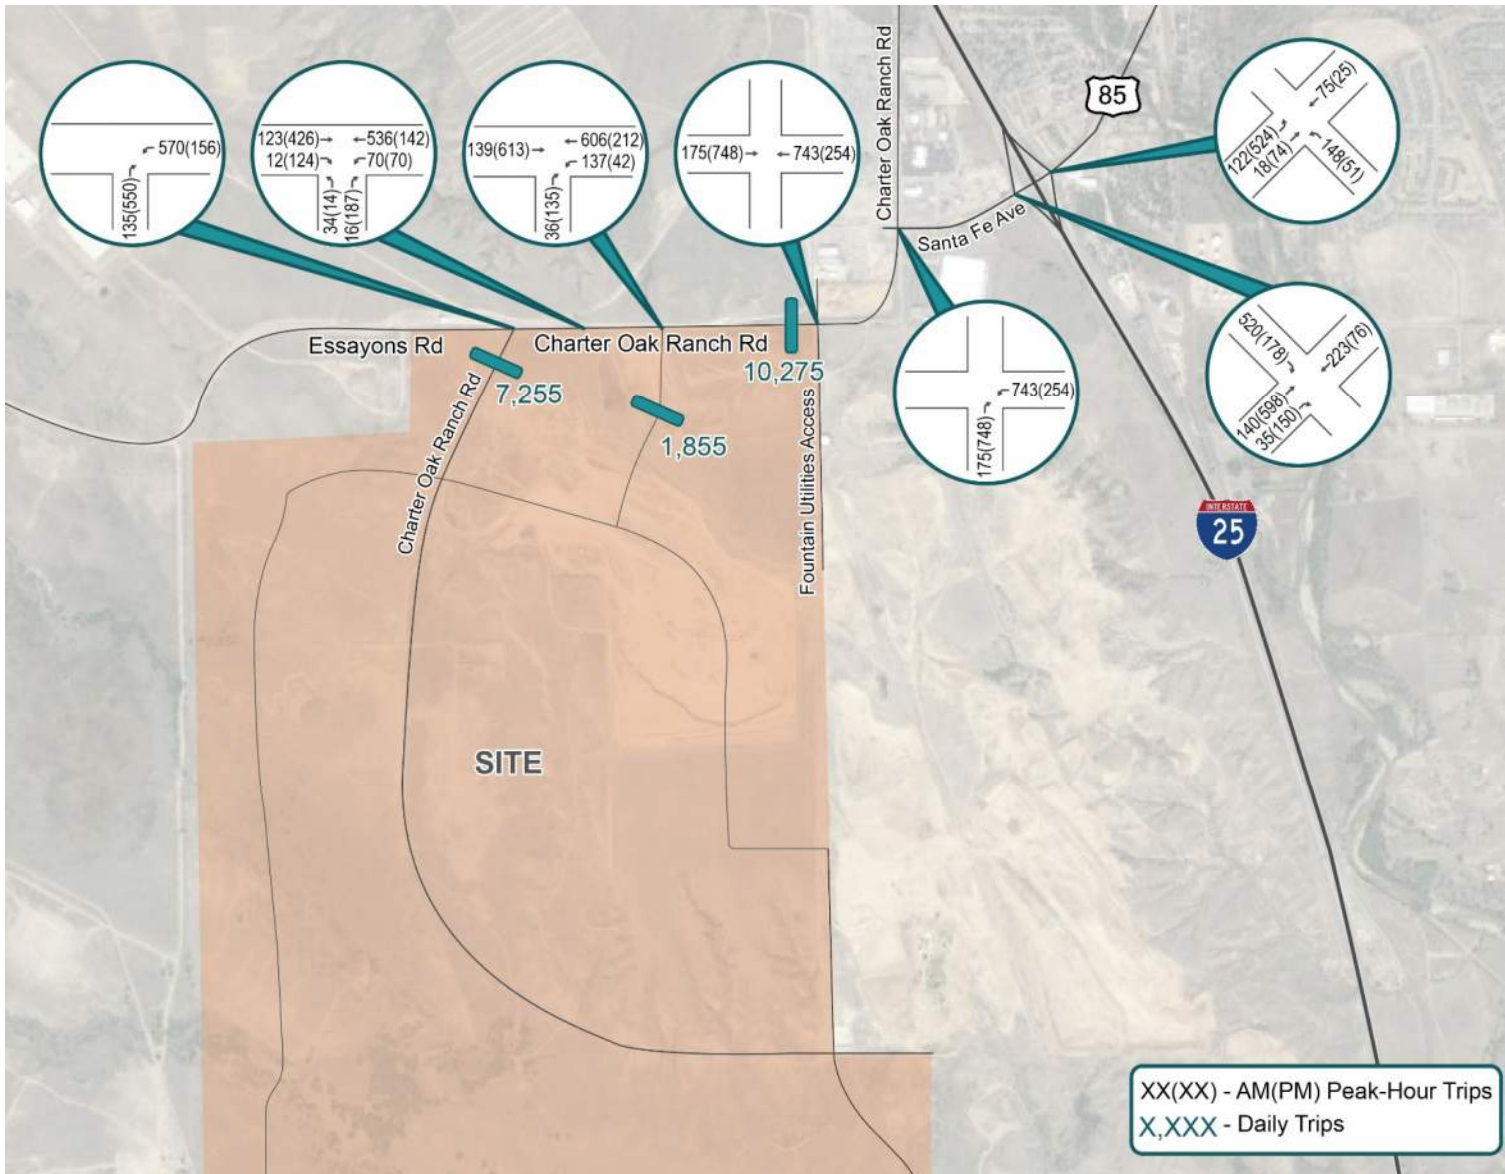 570(156)
135(550)
123(426)
536(142)
12(124)
70(70)
34(14)
16(187)
139(613)
606(212)
137(42)
36(135)
175(748)
743(254)
Charter Oak Ranch Rd
85
75(25)
122(524)
18(74)
148(51)
Santa Fe Ave
520(178)
223(76)
140(598)
35(150)
743(254)
175(748)
Essayons Rd
Charter Oak Ranch Rd
10,275
7,255
1,855
Charter Oak Ranch Rd
Fountain Utilities Access
INTERSTATE
25
SITE
XX(XX) - AM(PM) Peak-Hour Trips
X,XXX - Daily Trips